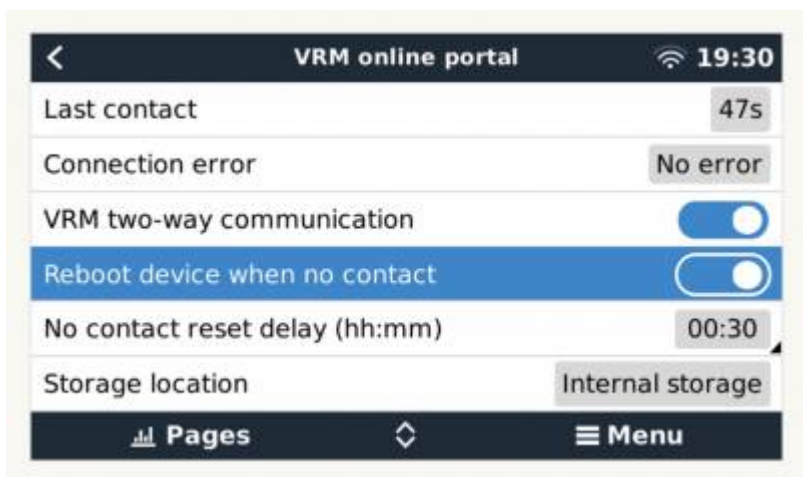 VRM online portal 19:30
Last contact 47s
Connection error No error
VRM two-way communication
Reboot device when no contact
No contact reset delay (hh:mm) 00:30
Storage location Internal storage
Pages Menu